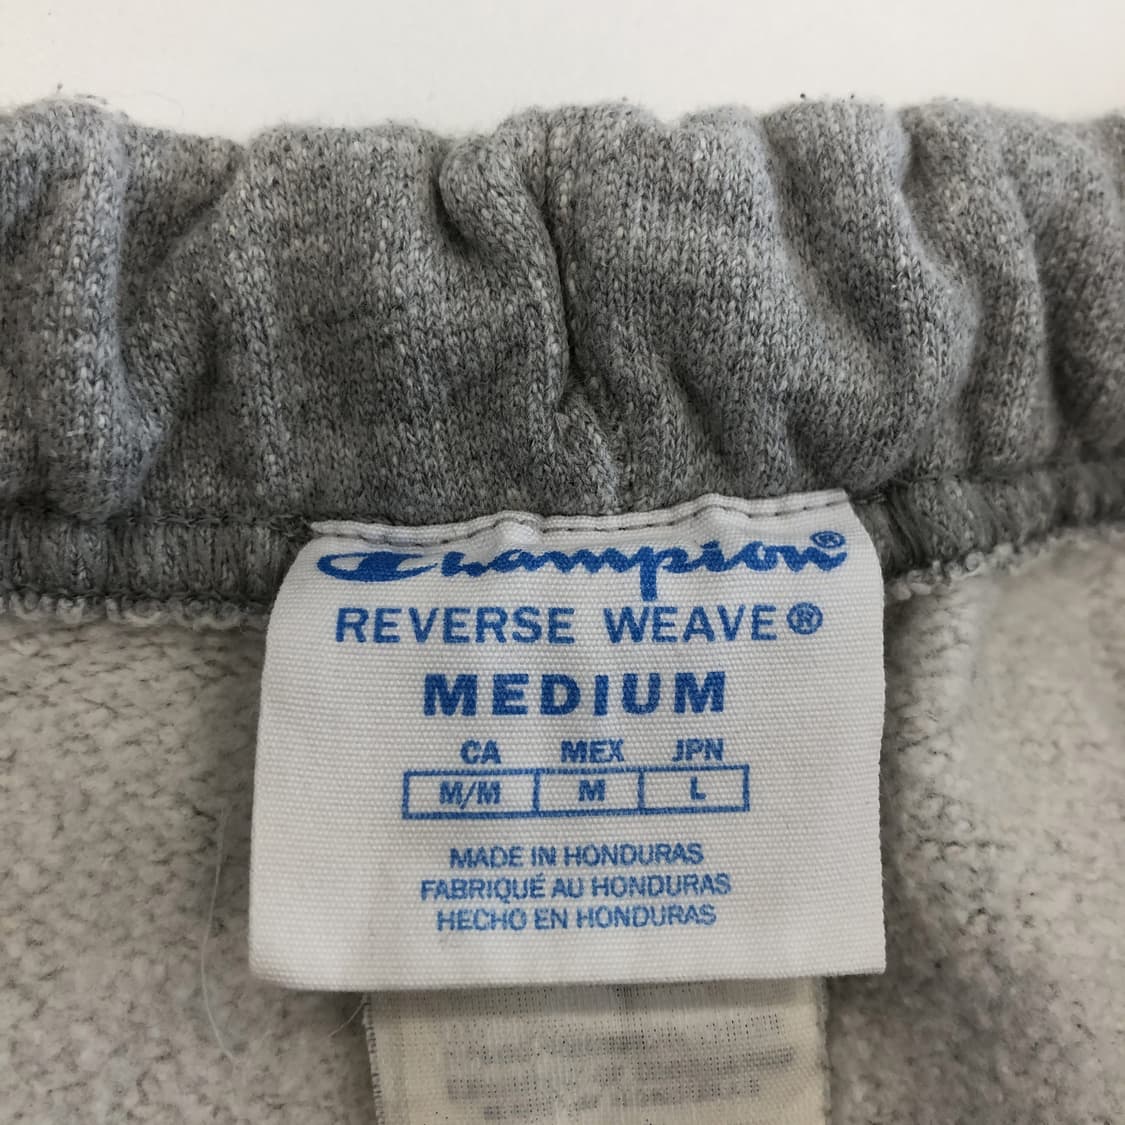 Champion®
REVERSE WEAVE®
MEDIUM
CA MEX JPN
M/M M L
MADE IN HONDURAS
FABRIQUÉ AU HONDURAS
HECHO EN HONDURAS